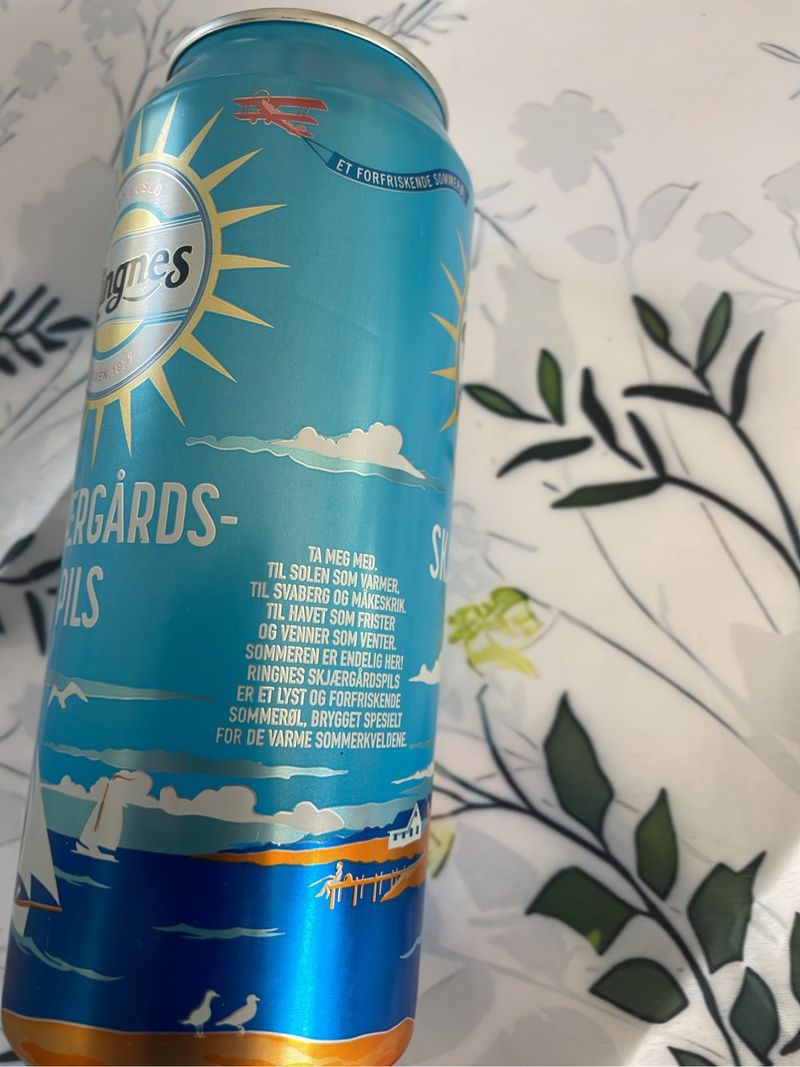 ET FORFRISKENDE
OSLO
ngnes
ERGÅRDS-
PILS
TA MEG MED.
TIL SOLEN SOM VARMER,
TIL SVABERG OG MÅKESKRIK.
TIL HAVET SOM FRISTER
OG VENNER SOM VENTER.
SOMMEREN ER ENDELIG HER!
RINGNES SKJÆRGÅRDSPILS
ER ET LYST OG FORFRISKENDE
SOMMERØL, BRYGGET SPESIELT
FOR DE VARME SOMMERKVELDENE.